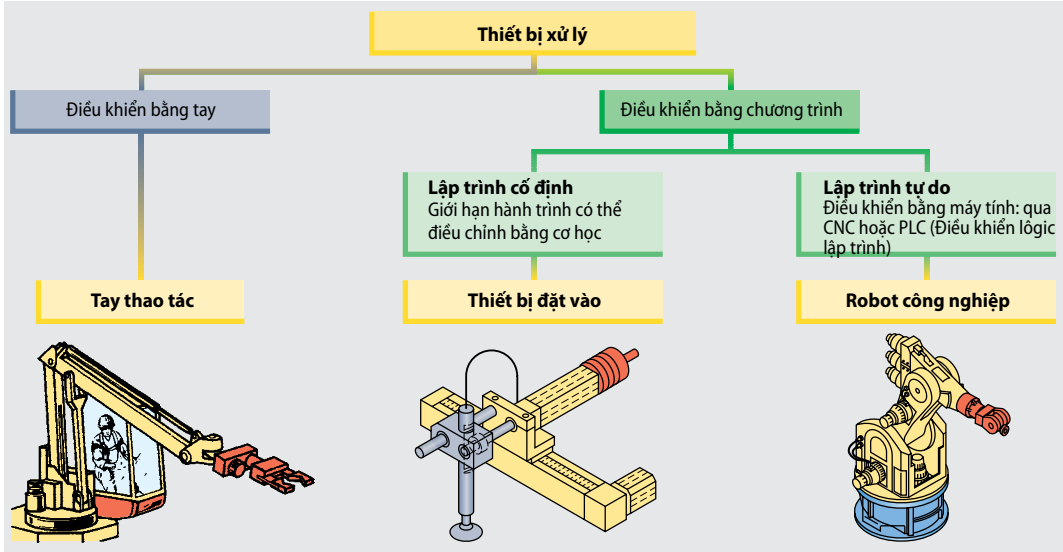 Thiết bị xử lý
Điều khiển bằng tay
Điều khiển bằng chương trình
Lập trình cố định
Giới hạn hành trình có thể
điều chỉnh bằng cơ học
Lập trình tự do
Điều khiển bằng máy tính: qua
CNC hoặc PLC (Điều khiển lôgic
lập trình)
Tay thao tác
Thiết bị đặt vào
Robot công nghiệp